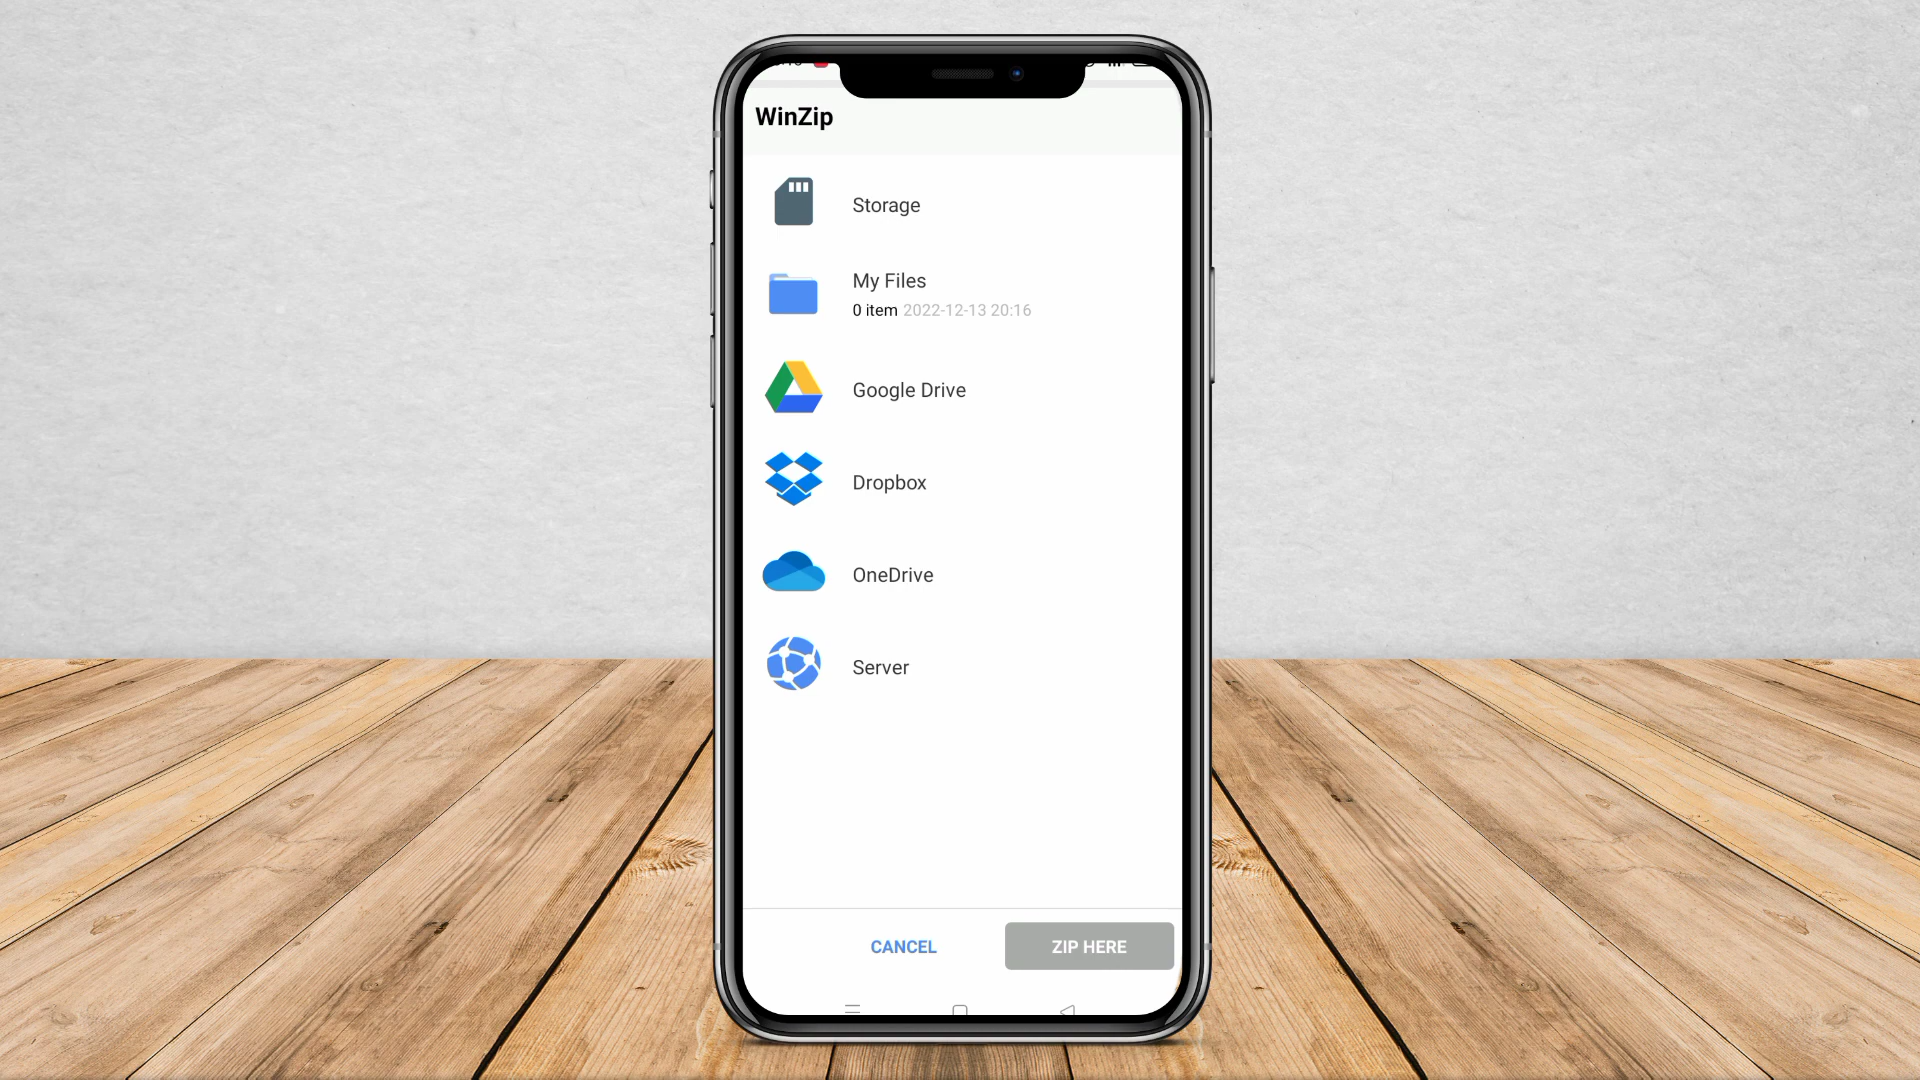 WinZip
Storage
My Files
0 item 2022-12-13 20:16
Google Drive
Dropbox
OneDrive
Server
CANCEL
ZIP HERE